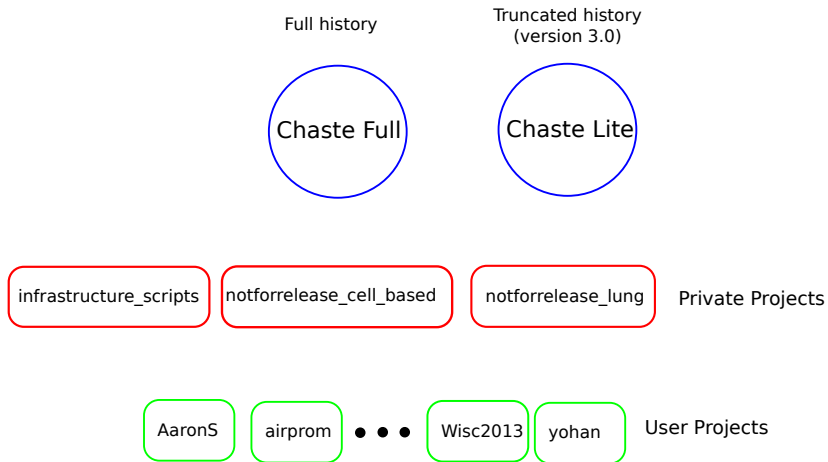 Full history
Truncated history
(version 3.0)
Chaste Full
Chaste Lite
infrastructure_scripts
notforrelease_cell_based
notforrelease_lung
Private Projects
AaronS
airprom
Wisc2013
yohan
User Projects